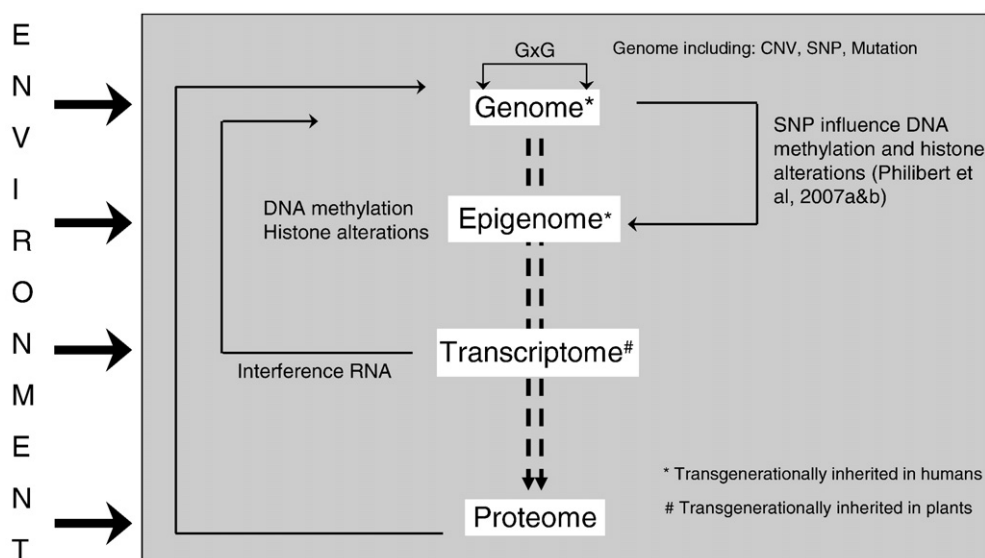 ENVIRONMENT
GxG
Genome including: CNV, SNP, Mutation
Genome*
SNP influence DNA
methylation and histone
alterations (Philibert et
al, 2007a&b)
DNA methylation
Histone alterations
Epigenome*
Transcriptome#
Interference RNA
* Transgenerationally inherited in humans
# Transgenerationally inherited in plants
Proteome